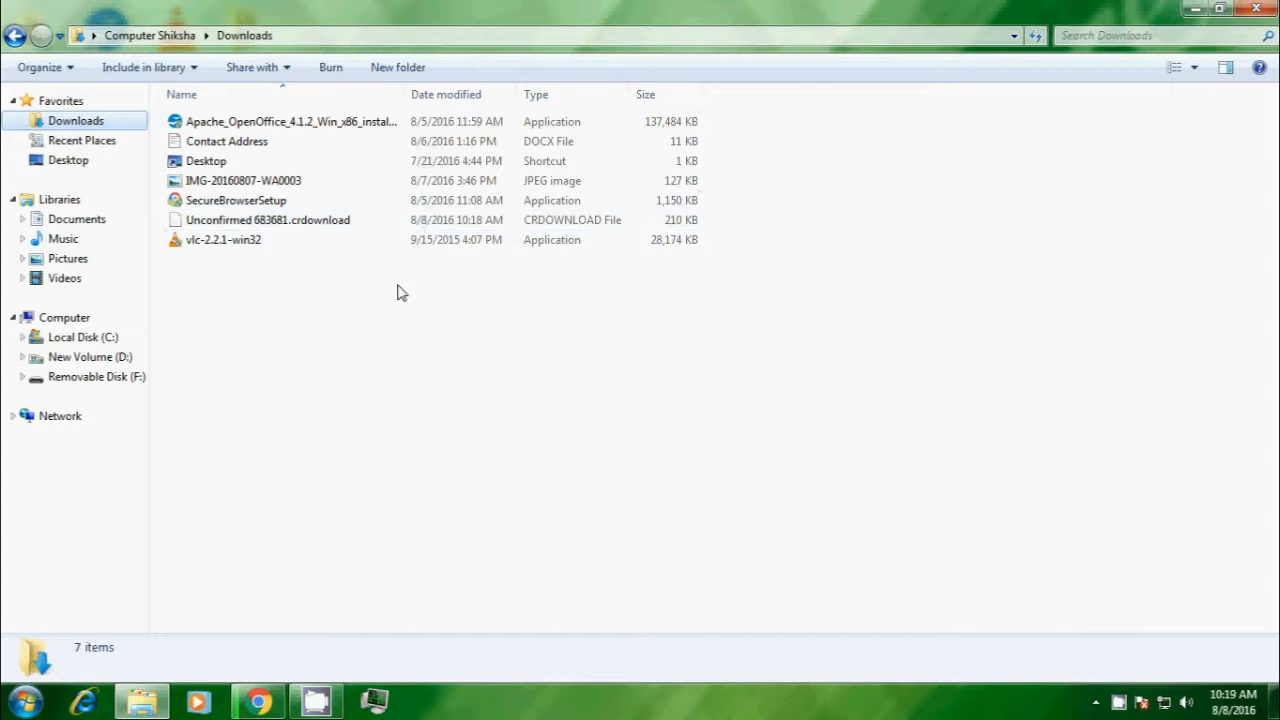 Computer Shiksha Downloads
Search Downloads
Organize Include in library Share with Burn New folder
Name Date modified Type Size
Favorites
Downloads
Recent Places
Desktop
Libraries
Documents
Music
Pictures
Videos
Computer
Local Disk (C:)
New Volume (D:)
Removable Disk (F:)
Network
Apache_OpenOffice_4.1.2_Win_x86_instal... 8/5/2016 11:59 AM Application 137,484 KB
Contact Address 8/6/2016 1:16 PM DOCX File 11 KB
Desktop 7/21/2016 4:44 PM Shortcut 1 KB
IMG-20160807-WA0003 8/7/2016 3:46 PM JPEG image 127 KB
SecureBrowserSetup 8/5/2016 11:08 AM Application 1,150 KB
Unconfirmed 683681.crdownload 8/8/2016 10:18 AM CRDOWNLOAD File 210 KB
vlc-2.2.1-win32 9/15/2015 4:07 PM Application 28,174 KB
7 items
10:19 AM
8/8/2016